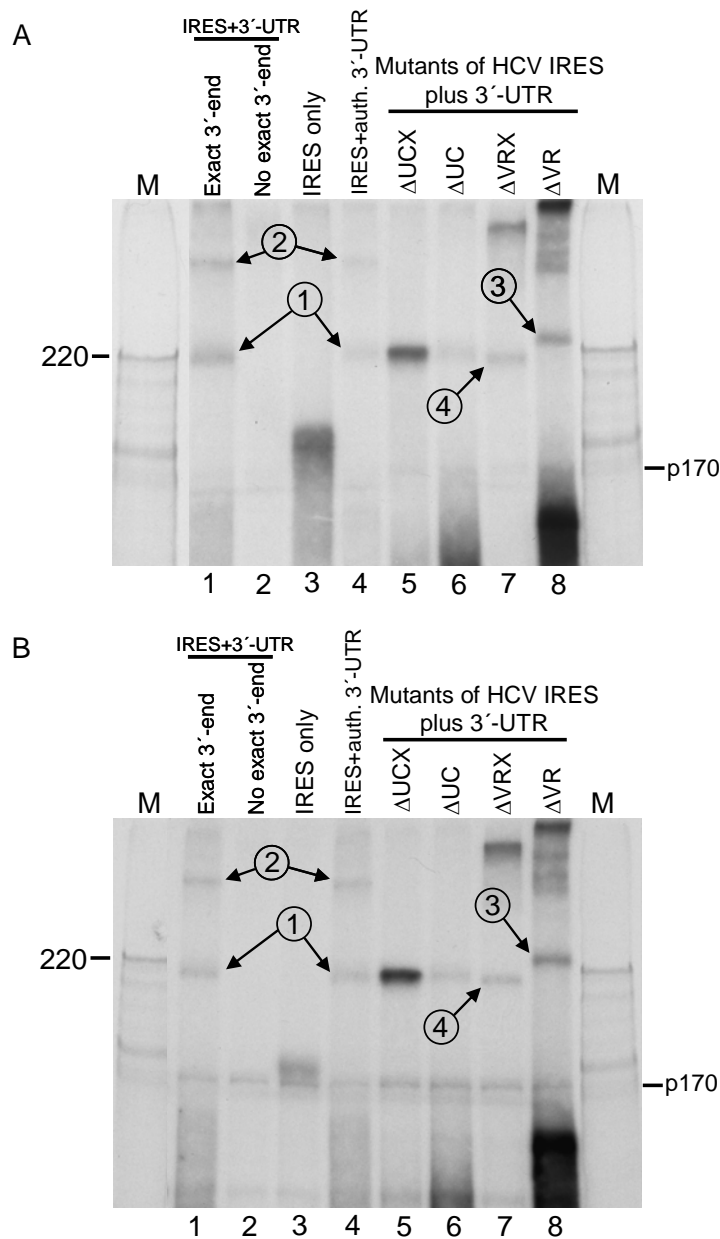 A
IRES+3´-UTR
Mutants of HCV IRES
plus 3´-UTR
M
Exact 3´-end
No exact 3´-end
IRES only
IRES+auth. 3´-UTR
ΔUCX
ΔUC
ΔVRX
ΔVR
M
2
1
3
4
220
p170
1 2 3 4 5 6 7 8
B
IRES+3´-UTR
Mutants of HCV IRES
plus 3´-UTR
M
Exact 3´-end
No exact 3´-end
IRES only
IRES+auth. 3´-UTR
ΔUCX
ΔUC
ΔVRX
ΔVR
M
2
1
3
220
4
p170
1 2 3 4 5 6 7 8